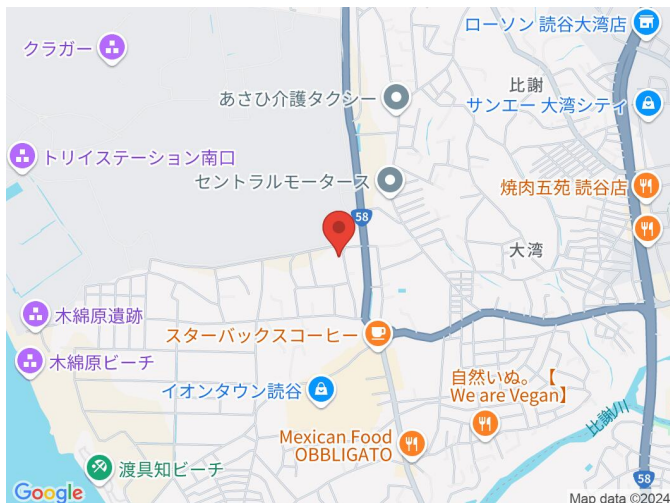 ローソン 読谷大湾店
クラガー
比謝
あさひ介護タクシー
サンエー 大湾シティ
トリイステーション南口
セントラルモータース
焼肉五苑 読谷店
58
大湾
木綿原遺跡
スターバックスコーヒー
木綿原ビーチ
イオンタウン読谷
自然いぬ。【
We are Vegan】
比謝川
Mexican Food
OBBLIGATO
渡具知ビーチ
58
Google
Map data ©2024